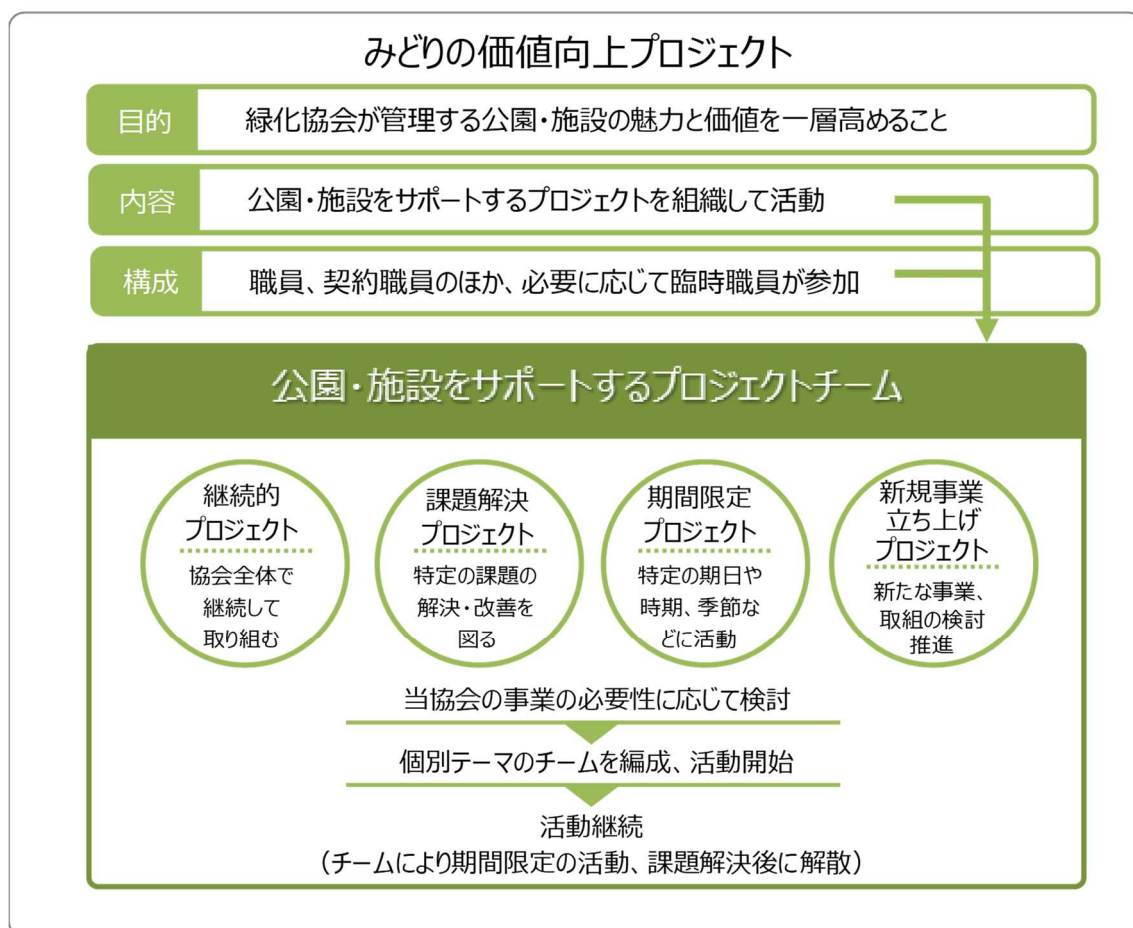 みどりの価値向上プロジェクト
目的
緑化協会が管理する公園・施設の魅力と価値を一層高めること
内容
公園・施設をサポートするプロジェクトを組織して活動
構成
職員、契約職員のほか、必要に応じて臨時職員が参加
公園・施設をサポートするプロジェクトチーム
継続的
プロジェクト
協会全体で
継続して
取り組む
課題解決
プロジェクト
特定の課題の
解決・改善を
図る
期間限定
プロジェクト
特定の期日や
時期、季節な
どに活動
新規事業
立ち上げ
プロジェクト
新たな事業、
取組の検討
推進
当協会の事業の必要性に応じて検討
個別テーマのチームを編成、活動開始
活動継続
（チームにより期間限定の活動、課題解決後に解散）